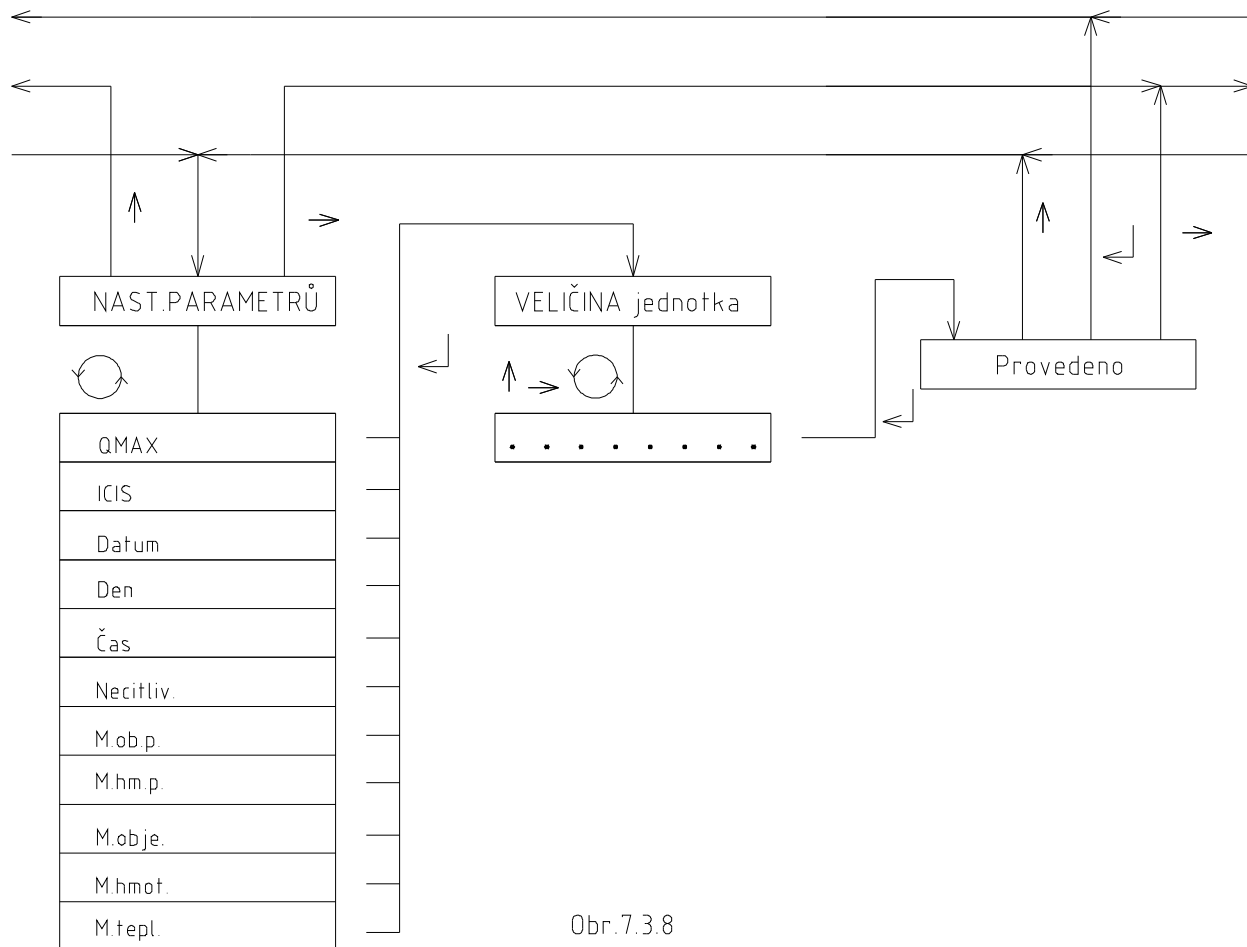 NAST.PARAMETRŮ
QMAX
ICIS
Datum
Den
Čas
Necitliv.
M.ob.p.
M.hm.p.
M.obje.
M.hmot.
M.tepl.
VELIČINA jednotka
. . . . . . . .
Provedeno
Obr.7.3.8